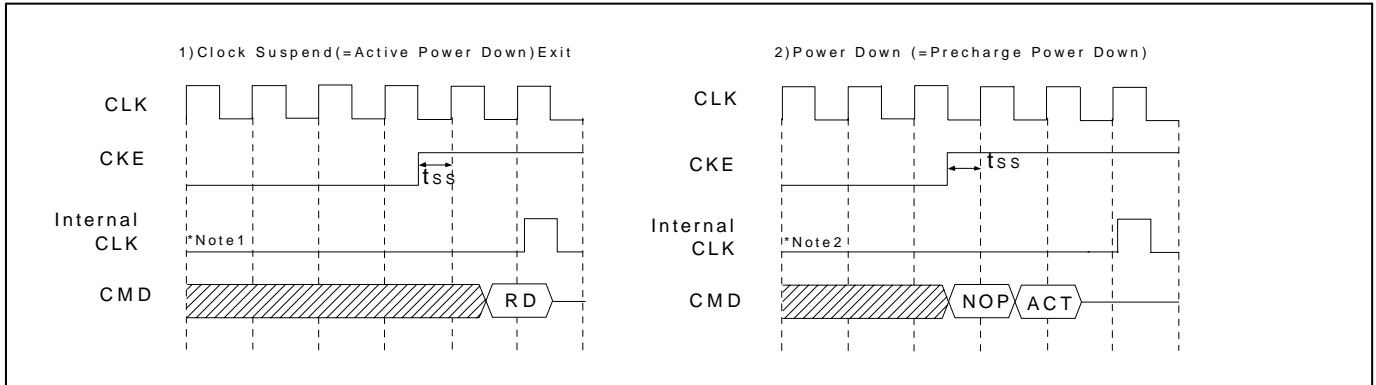 1)Clock Suspend(=Active Power Down)Exit
CLK
CKE
tss
Internal
CLK
*Note1
CMD
RD
2)Power Down (=Precharge Power Down)
CLK
CKE
tss
Internal
CLK
*Note2
CMD
NOP
ACT